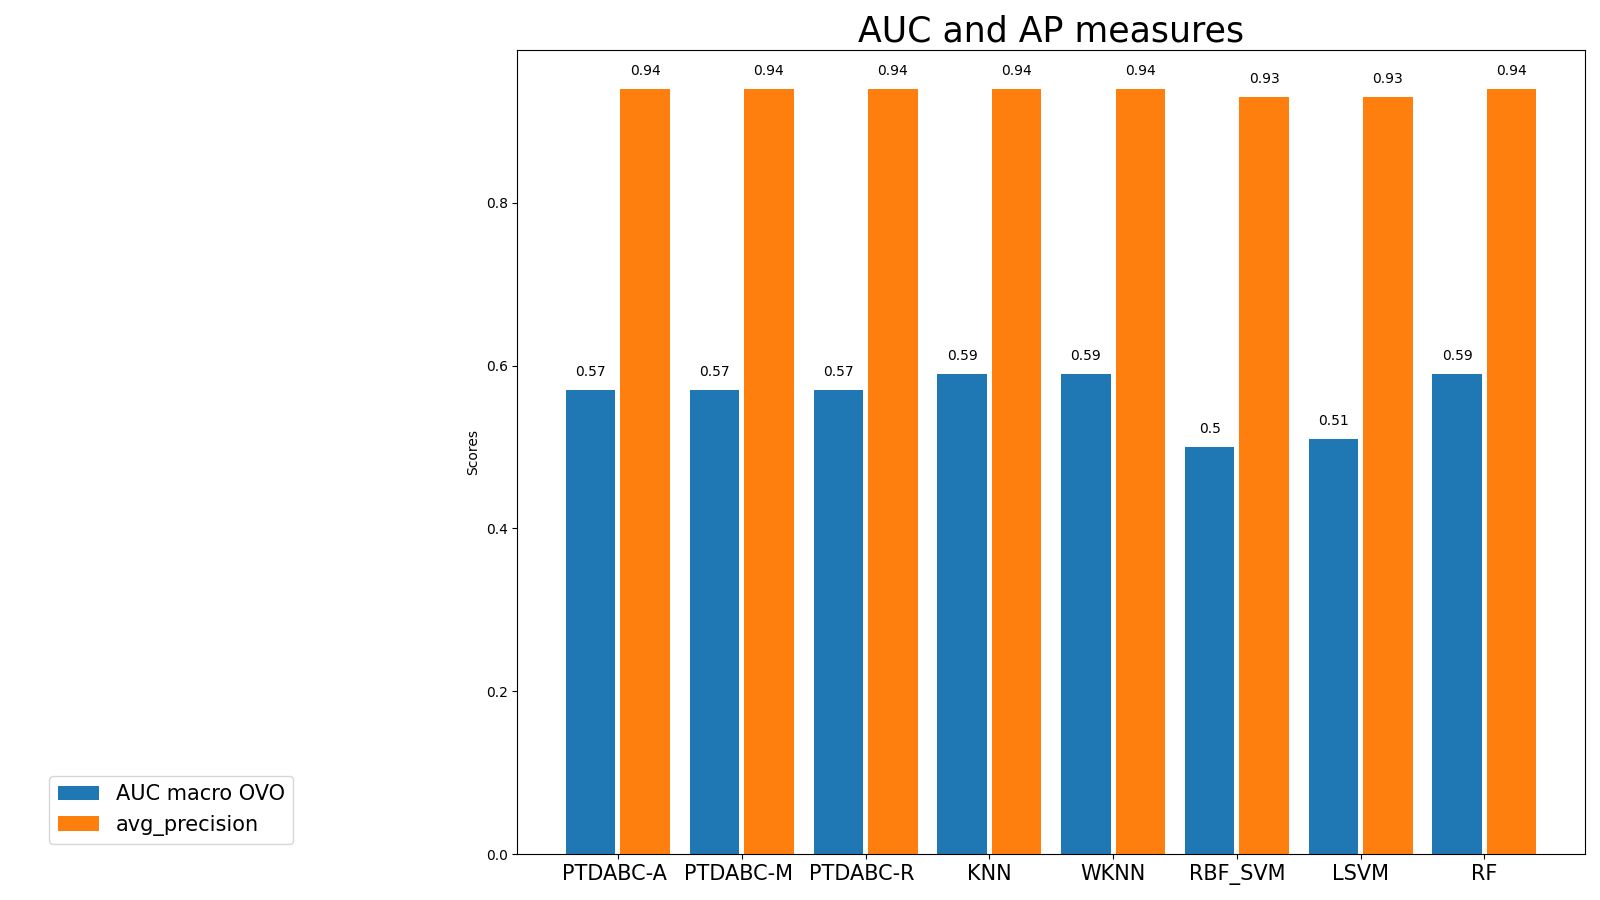 AUC and AP measures
0.94 0.94 0.94 0.94 0.94 0.93 0.93 0.94
0.57 0.57 0.57 0.59 0.59 0.5 0.51 0.59
Scores
0.8
0.6
0.4
0.2
0.0
PTDABC-A PTDABC-M PTDABC-R KNN WKNN RBF_SVM LSVM RF
AUC macro OVO
avg_precision